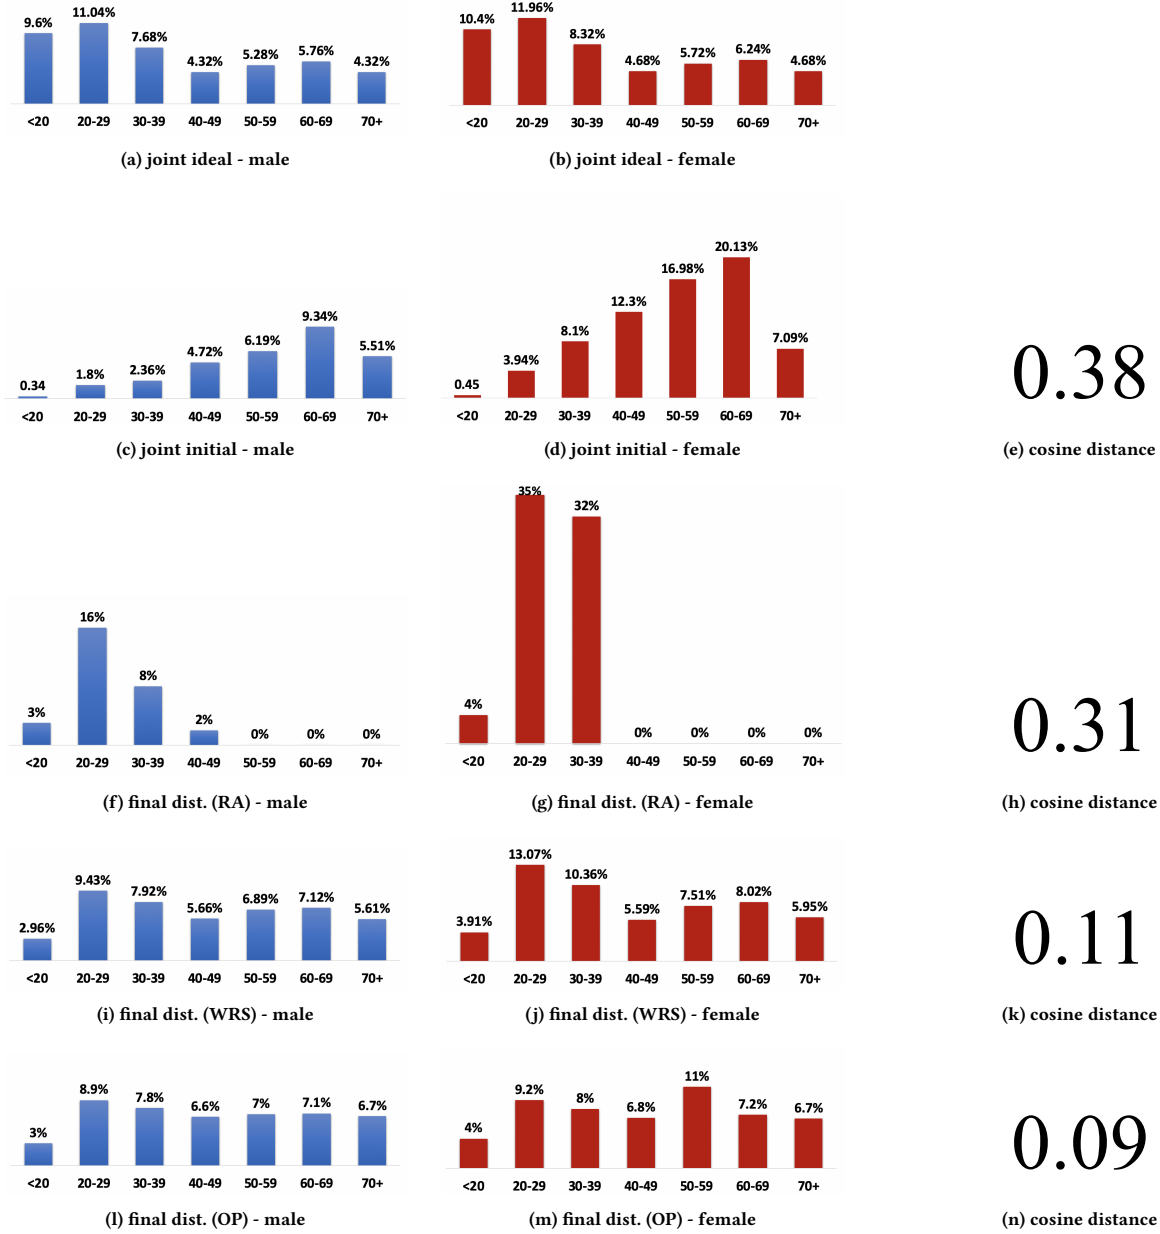 9.6% 11.04% 7.68% 4.32% 5.28% 5.76% 4.32%
<20 20-29 30-39 40-49 50-59 60-69 70+
(a) joint ideal - male
10.4% 11.96% 8.32% 4.68% 5.72% 6.24% 4.68%
<20 20-29 30-39 40-49 50-59 60-69 70+
(b) joint ideal - female
0.34 1.8% 2.36% 4.72% 6.19% 9.34% 5.51%
<20 20-29 30-39 40-49 50-59 60-69 70+
(c) joint initial - male
0.45 3.94% 8.1% 12.3% 16.98% 20.13% 7.09%
<20 20-29 30-39 40-49 50-59 60-69 70+
(d) joint initial - female
0.38
(e) cosine distance
3% 16% 8% 2% 0% 0% 0%
<20 20-29 30-39 40-49 50-59 60-69 70+
(f) final dist. (RA) - male
4% 35% 32% 0% 0% 0% 0%
<20 20-29 30-39 40-49 50-59 60-69 70+
(g) final dist. (RA) - female
0.31
(h) cosine distance
2.96% 9.43% 7.92% 5.66% 6.89% 7.12% 5.61%
<20 20-29 30-39 40-49 50-59 60-69 70+
(i) final dist. (WRS) - male
3.91% 13.07% 10.36% 5.59% 7.51% 8.02% 5.95%
<20 20-29 30-39 40-49 50-59 60-69 70+
(j) final dist. (WRS) - female
0.11
(k) cosine distance
3% 8.9% 7.8% 6.6% 7% 7.1% 6.7%
<20 20-29 30-39 40-49 50-59 60-69 70+
(l) final dist. (OP) - male
4% 9.2% 8% 6.8% 11% 7.2% 6.7%
<20 20-29 30-39 40-49 50-59 60-69 70+
(m) final dist. (OP) - female
0.09
(n) cosine distance